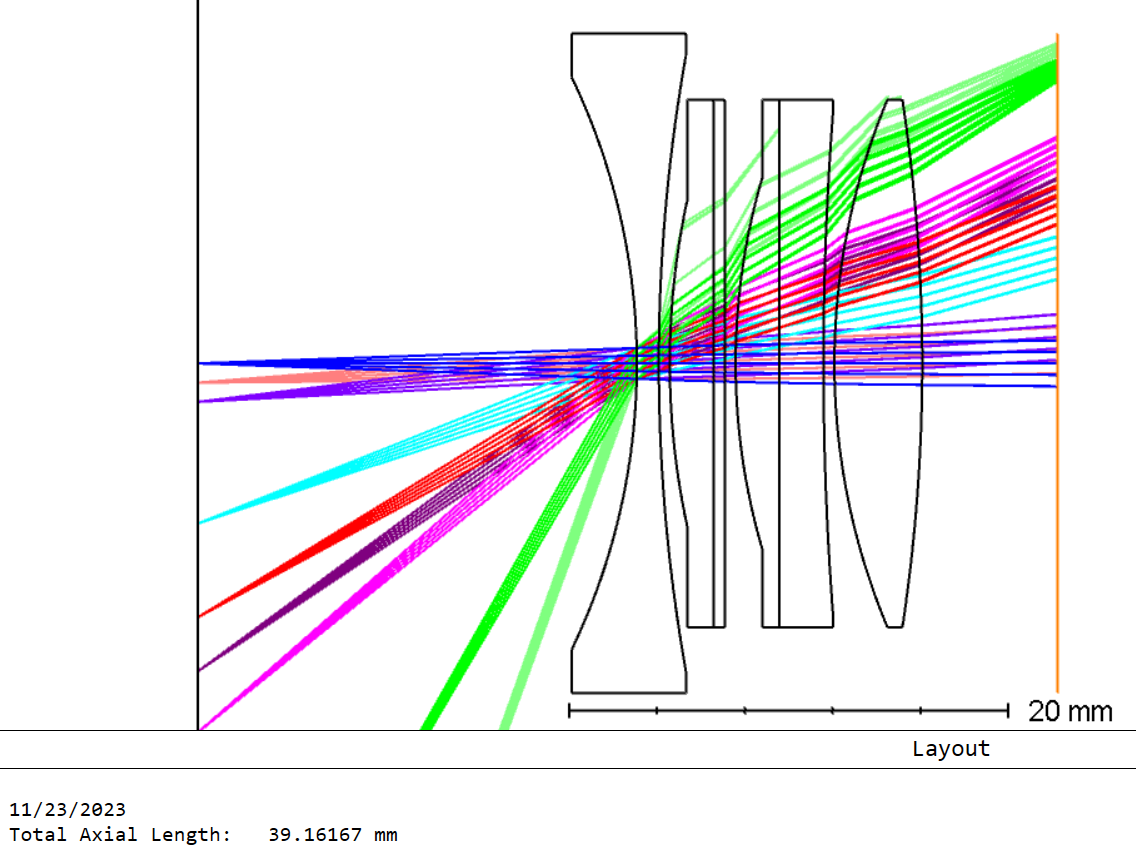 20 mm
Layout
11/23/2023
Total Axial Length: 39.16167 mm